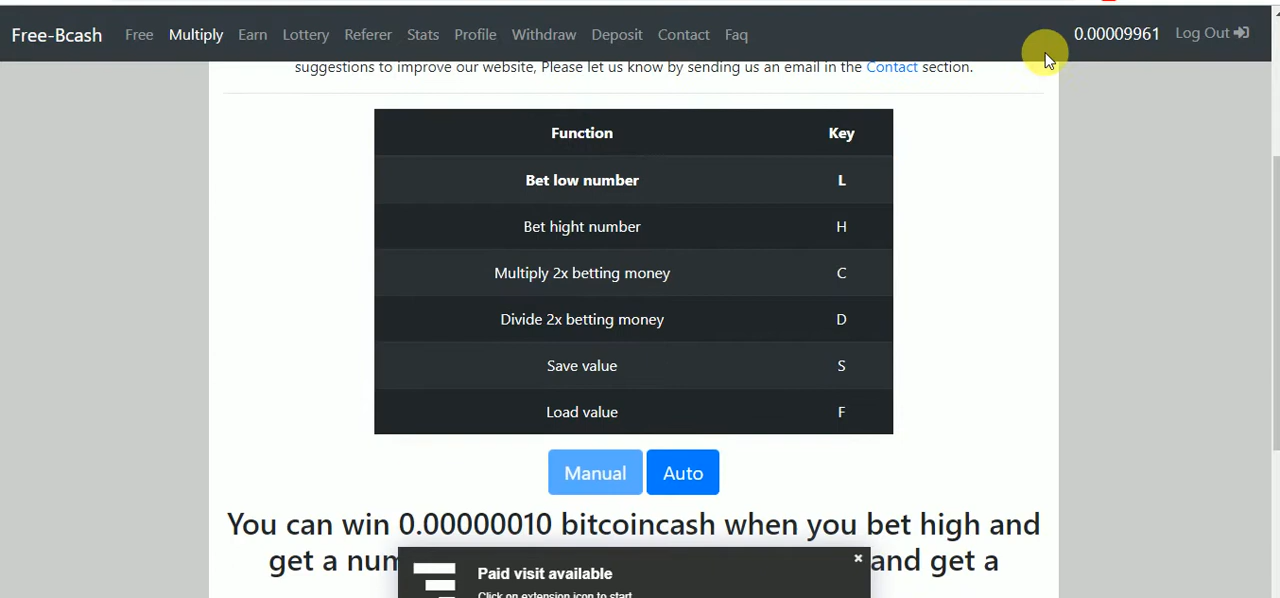 Free-Bcash Free Multiply Earn Lottery Referer Stats Profile Withdraw Deposit Contact Faq 0.00009961 Log Out
suggestions to improve our website, Please let us know by sending us an email in the Contact section.
Function Key
Bet low number L
Bet hight number H
Multiply 2x betting money C
Divide 2x betting money D
Save value S
Load value F
Manual Auto
You can win 0.00000010 bitcoincash when you bet high and
get a num and get a
Paid visit available
Click on extension icon to start